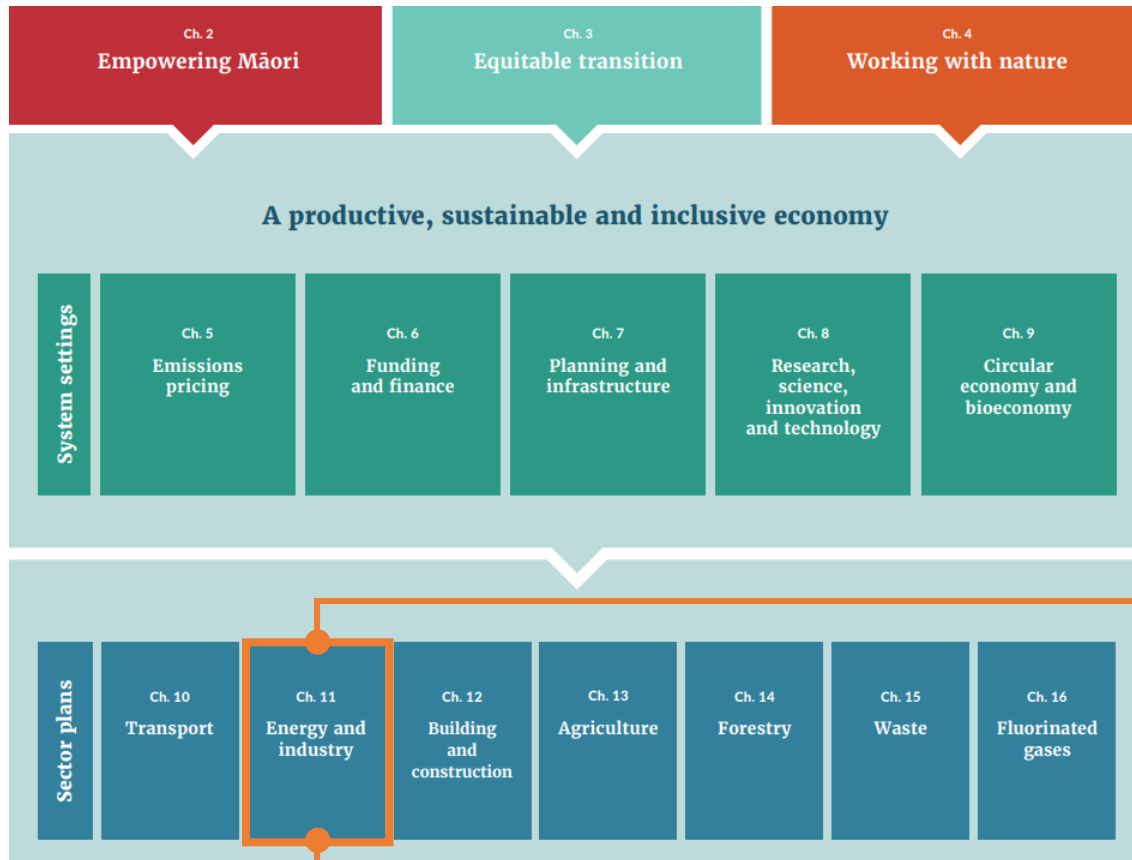 Ch. 2
Empowering Māori
Ch. 3
Equitable transition
Ch. 4
Working with nature
A productive, sustainable and inclusive economy
System settings
Ch. 5
Emissions
pricing
Ch. 6
Funding
and finance
Ch. 7
Planning and
infrastructure
Ch. 8
Research,
science,
innovation
and technology
Ch. 9
Circular
economy and
bioeconomy
Sector plans
Ch. 10
Transport
Ch. 11
Energy and
industry
Ch. 12
Building
and
construction
Ch. 13
Agriculture
Ch. 14
Forestry
Ch. 15
Waste
Ch. 16
Fluorinated
gases